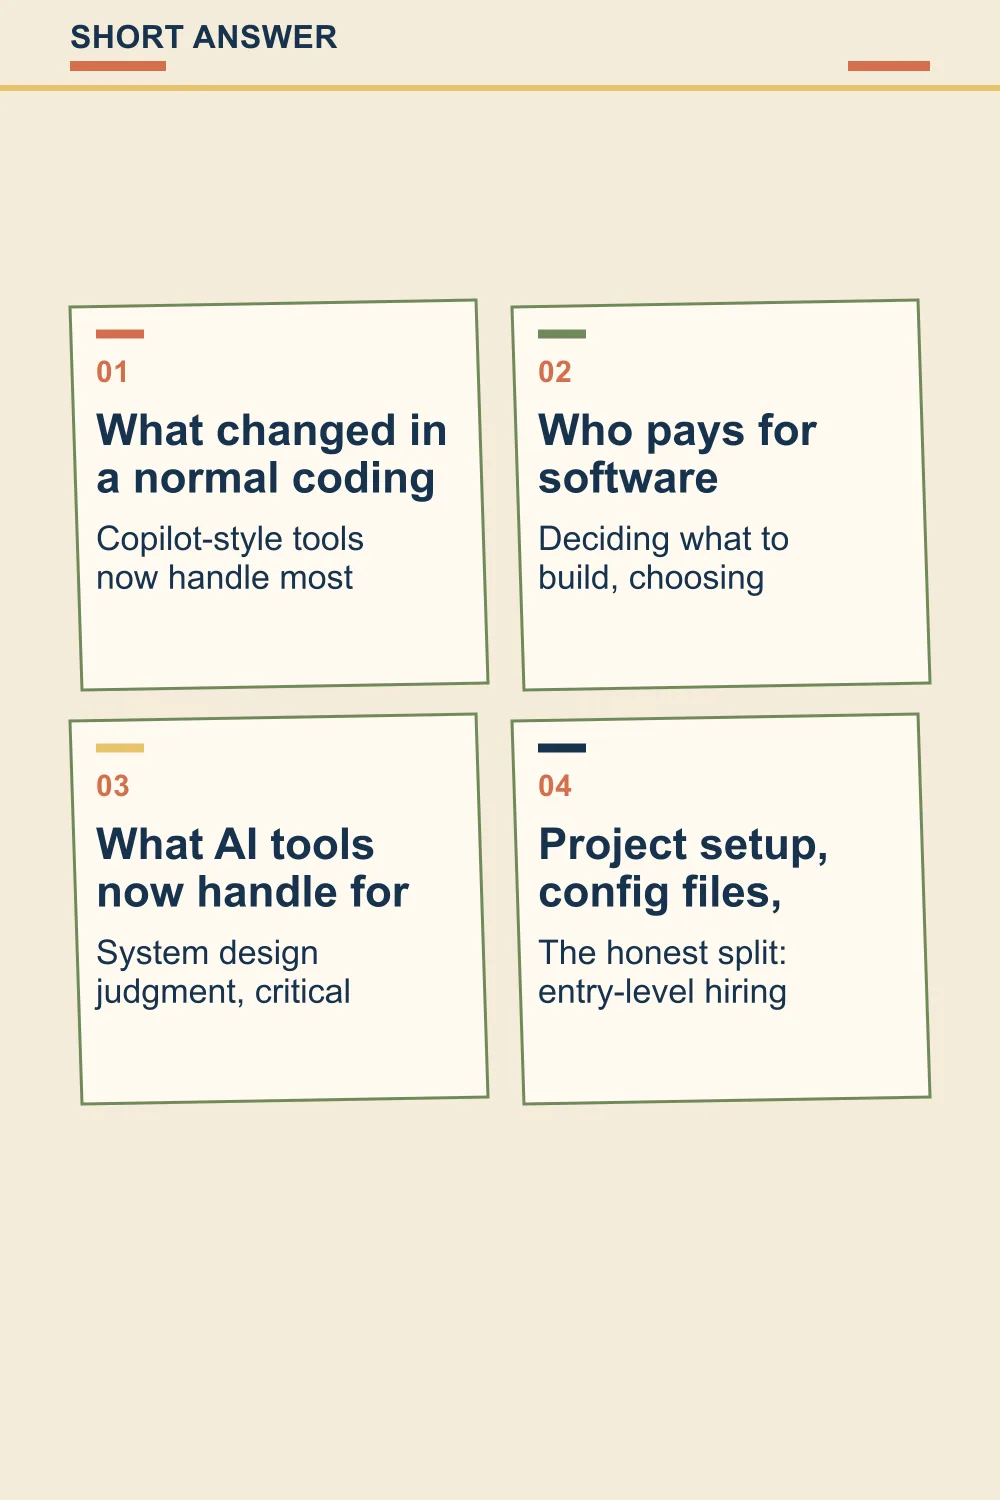 SHORT ANSWER
01
What changed in
a normal coding
Copilot-style tools
now handle most
02
Who pays for
software
Deciding what to
build, choosing
03
What AI tools
now handle for
System design
judgment, critical
04
Project setup,
config files,
The honest split:
entry-level hiring